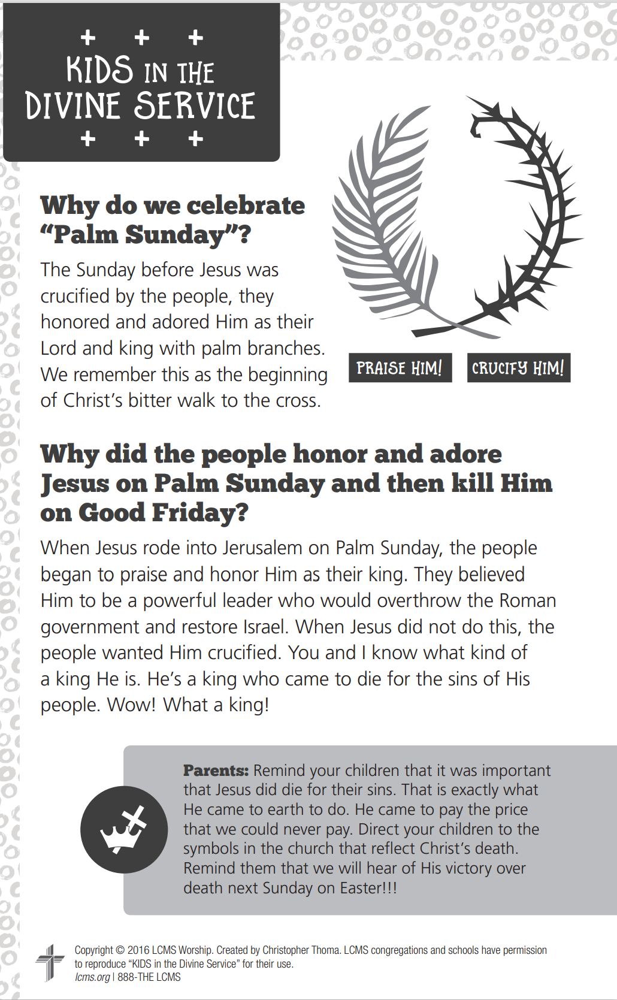 KIDS IN THE
DIVINE SERVICE
Why do we celebrate
“Palm Sunday”?
The Sunday before Jesus was
crucified by the people, they
honored and adored Him as their
Lord and king with palm branches.
We remember this as the beginning
of Christ’s bitter walk to the cross.
PRAISE HIM!
CRUCIFY HIM!
Why did the people honor and adore
Jesus on Palm Sunday and then kill Him
on Good Friday?
When Jesus rode into Jerusalem on Palm Sunday, the people
began to praise and honor Him as their king. They believed
Him to be a powerful leader who would overthrow the Roman
government and restore Israel. When Jesus did not do this, the
people wanted Him crucified. You and I know what kind of
a king He is. He’s a king who came to die for the sins of His
people. Wow! What a king!
Parents: Remind your children that it was important
that Jesus did die for their sins. That is exactly what
He came to earth to do. He came to pay the price
that we could never pay. Direct your children to the
symbols in the church that reflect Christ’s death.
Remind them that we will hear of His victory over
death next Sunday on Easter!!!
Copyright © 2016 LCMS Worship. Created by Christopher Thoma. LCMS congregations and schools have permission
to reproduce “KIDS in the Divine Service” for their use.
lcms.org | 888-THE LCMS